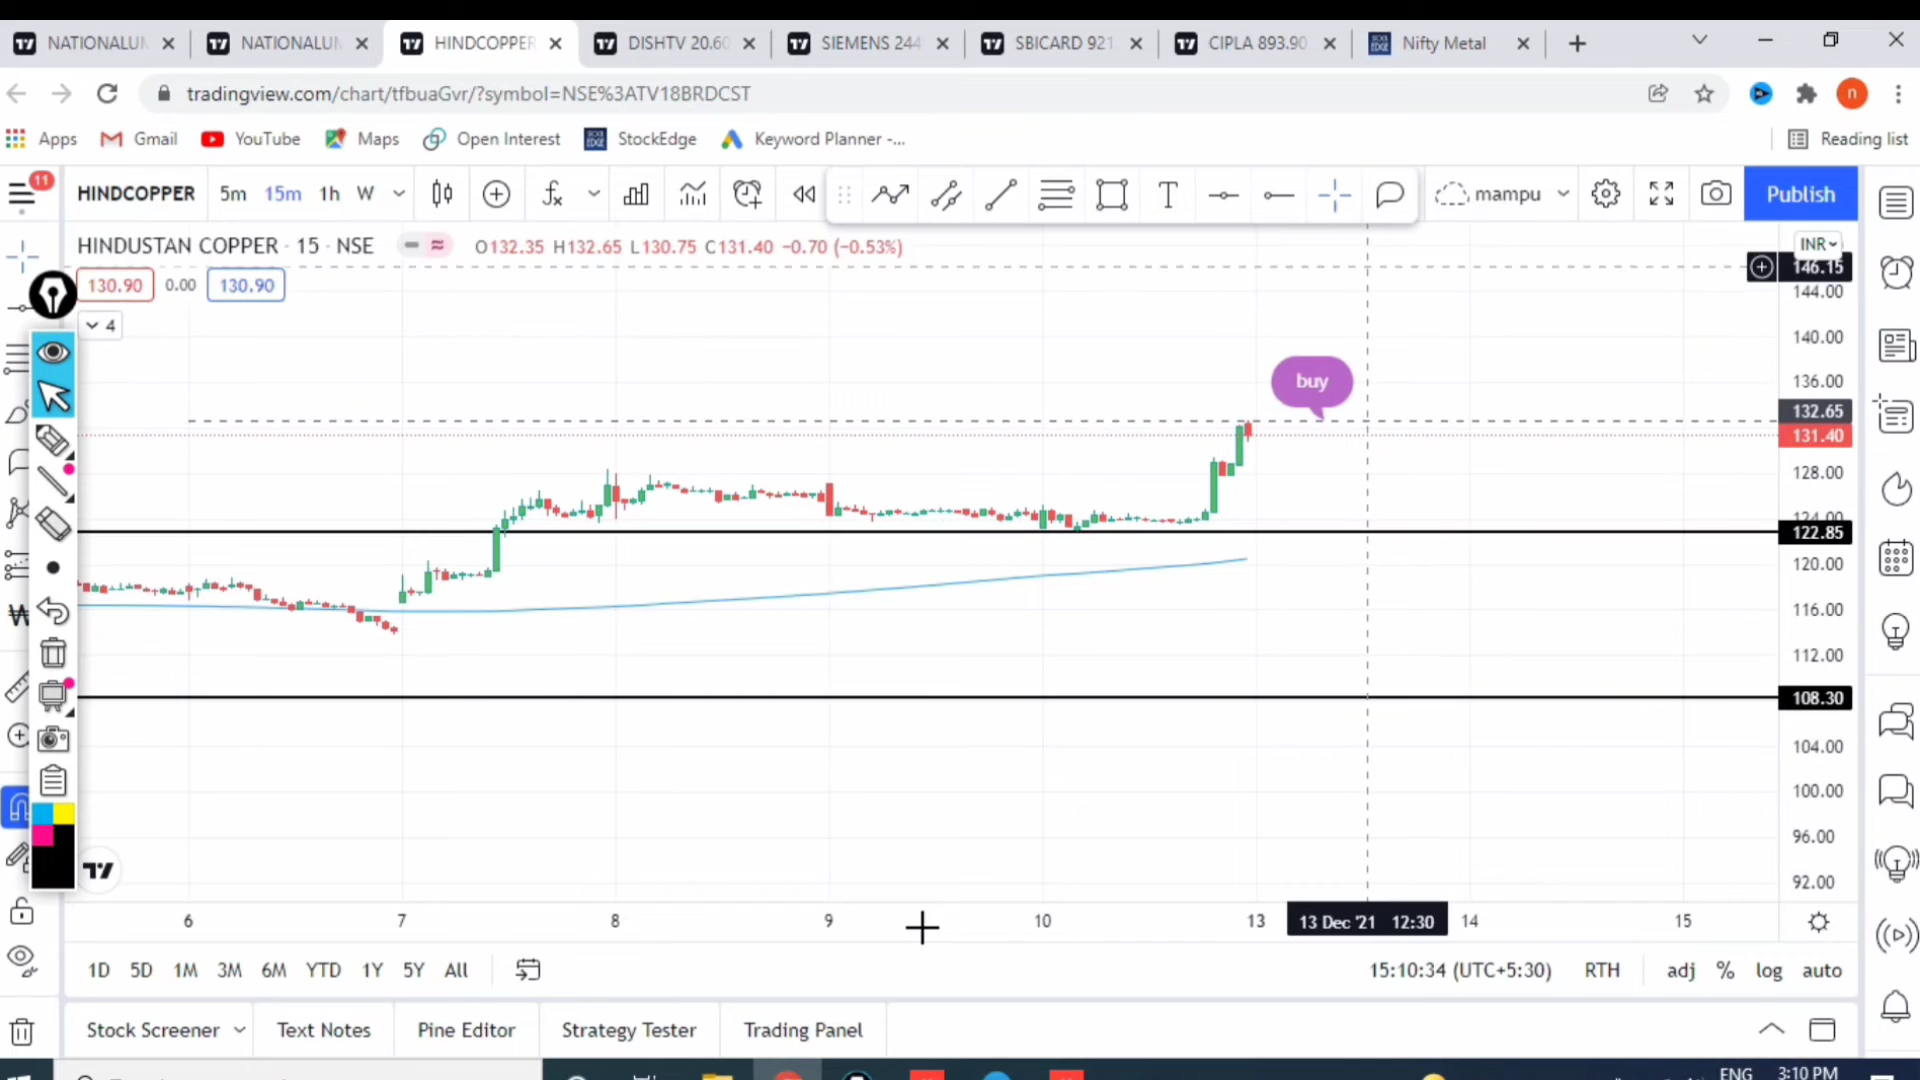 NATIONALUM
NATIONALUM
HINDCOPPER
DISHTV 20.60
SIEMENS 244
SBICARD 921
CIPLA 893.90
Nifty Metal
tradingview.com/chart/tfbuaGvr/?symbol=NSE%3ATV18BRDCST
n
Apps Gmail YouTube Maps Open Interest StockEdge Keyword Planner -... Reading list
11
HINDCOPPER 5m 15m 1h W
mampu
Publish
HINDUSTAN COPPER · 15 · NSE O132.35 H132.65 L130.75 C131.40 −0.70 (−0.53%)
INR
146.15
130.90 0.00 130.90
144.00
4
140.00
buy
136.00
132.65
131.40
128.00
124.00
122.85
120.00
116.00
112.00
108.30
104.00
100.00
96.00
92.00
6 7 8 9 10 13 13 Dec '21 12:30 14 15
1D 5D 1M 3M 6M YTD 1Y 5Y All
15:10:34 (UTC+5:30) RTH adj % log auto
Stock Screener Text Notes Pine Editor Strategy Tester Trading Panel
ENG 3:10 PM